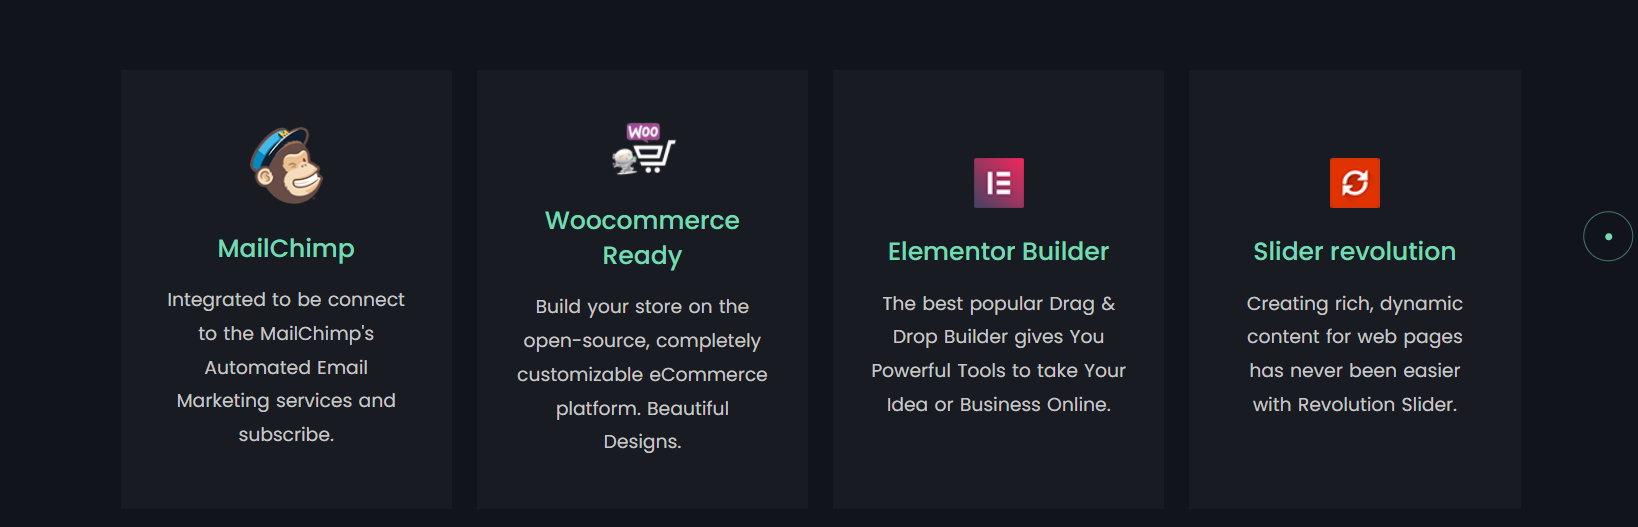 MailChimp
Integrated to be connect
to the MailChimp's
Automated Email
Marketing services and
subscribe.
Woo
Woocommerce
Ready
Build your store on the
open-source, completely
customizable eCommerce
platform. Beautiful
Designs.
Elementor Builder
The best popular Drag &
Drop Builder gives You
Powerful Tools to take Your
Idea or Business Online.
Slider revolution
Creating rich, dynamic
content for web pages
has never been easier
with Revolution Slider.